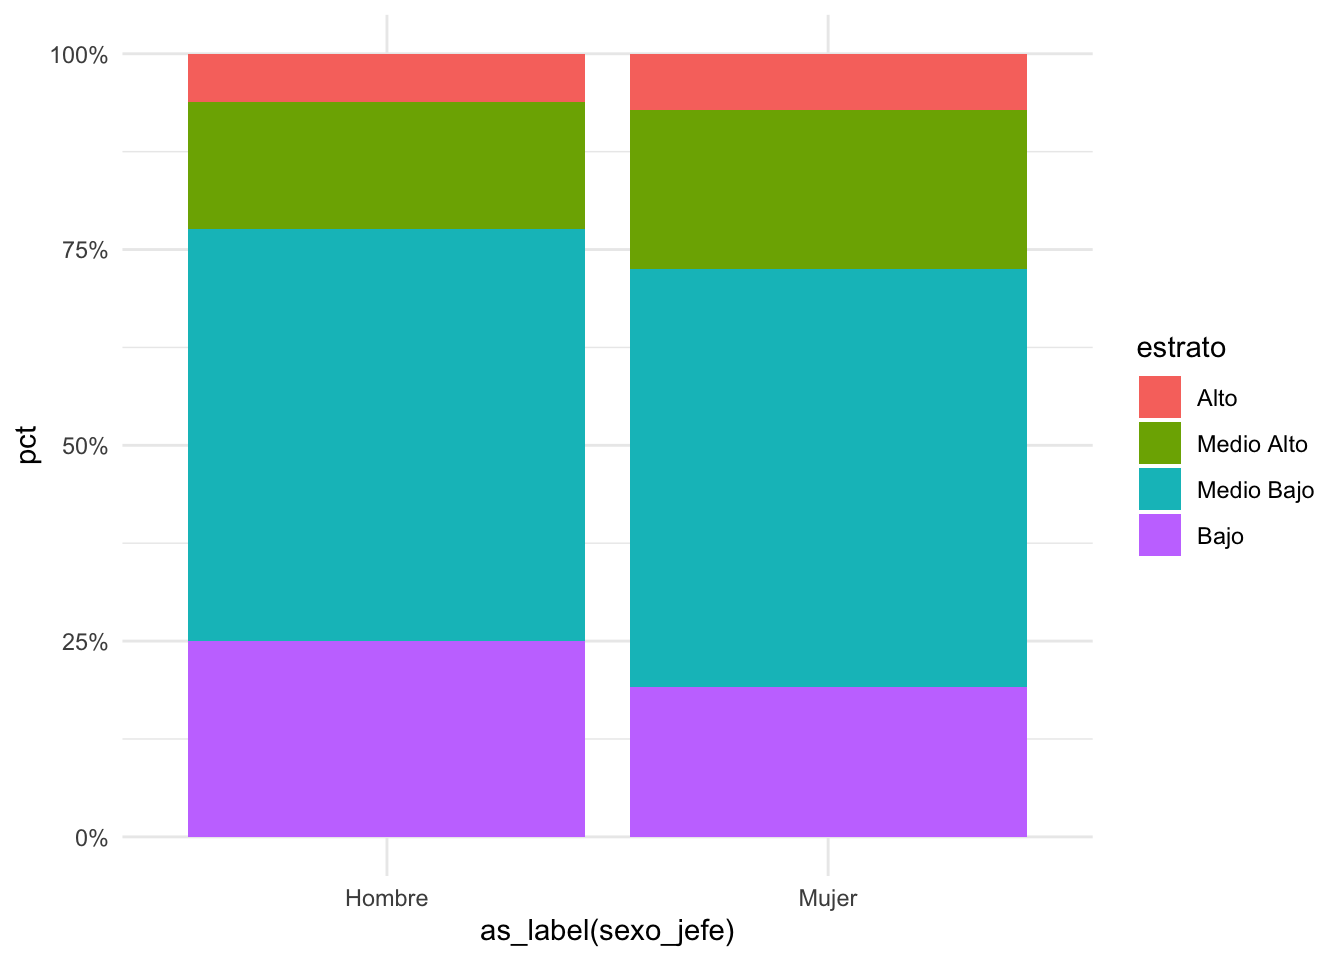 100%
75%
50%
25%
0%
pct
Hombre
Mujer
as_label(sexo_jefe)
estrato
Alto
Medio Alto
Medio Bajo
Bajo